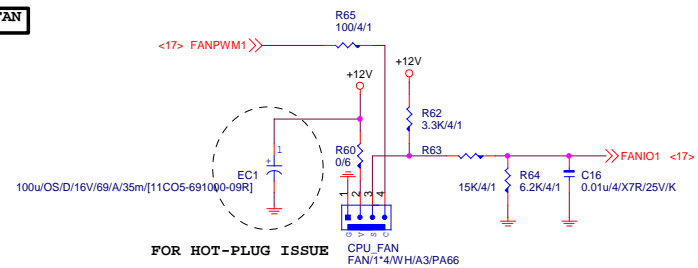 FAN
R65
100/4/1
<17> FANPWM1
+12V
+12V
R62
3.3K/4/1
R60
0/6
R63
FANIO1 <17>
1
+
EC1
15K/4/1
R64
6.2K/4/1
C16
0.01u/4/X7R/25V/K
100u/OS/D/16V/69/A/35m/[11CO5-691000-09R]
1 2 3 4
G V S C
FOR HOT-PLUG ISSUE
CPU_FAN
FAN/1*4/WH/A3/PA66